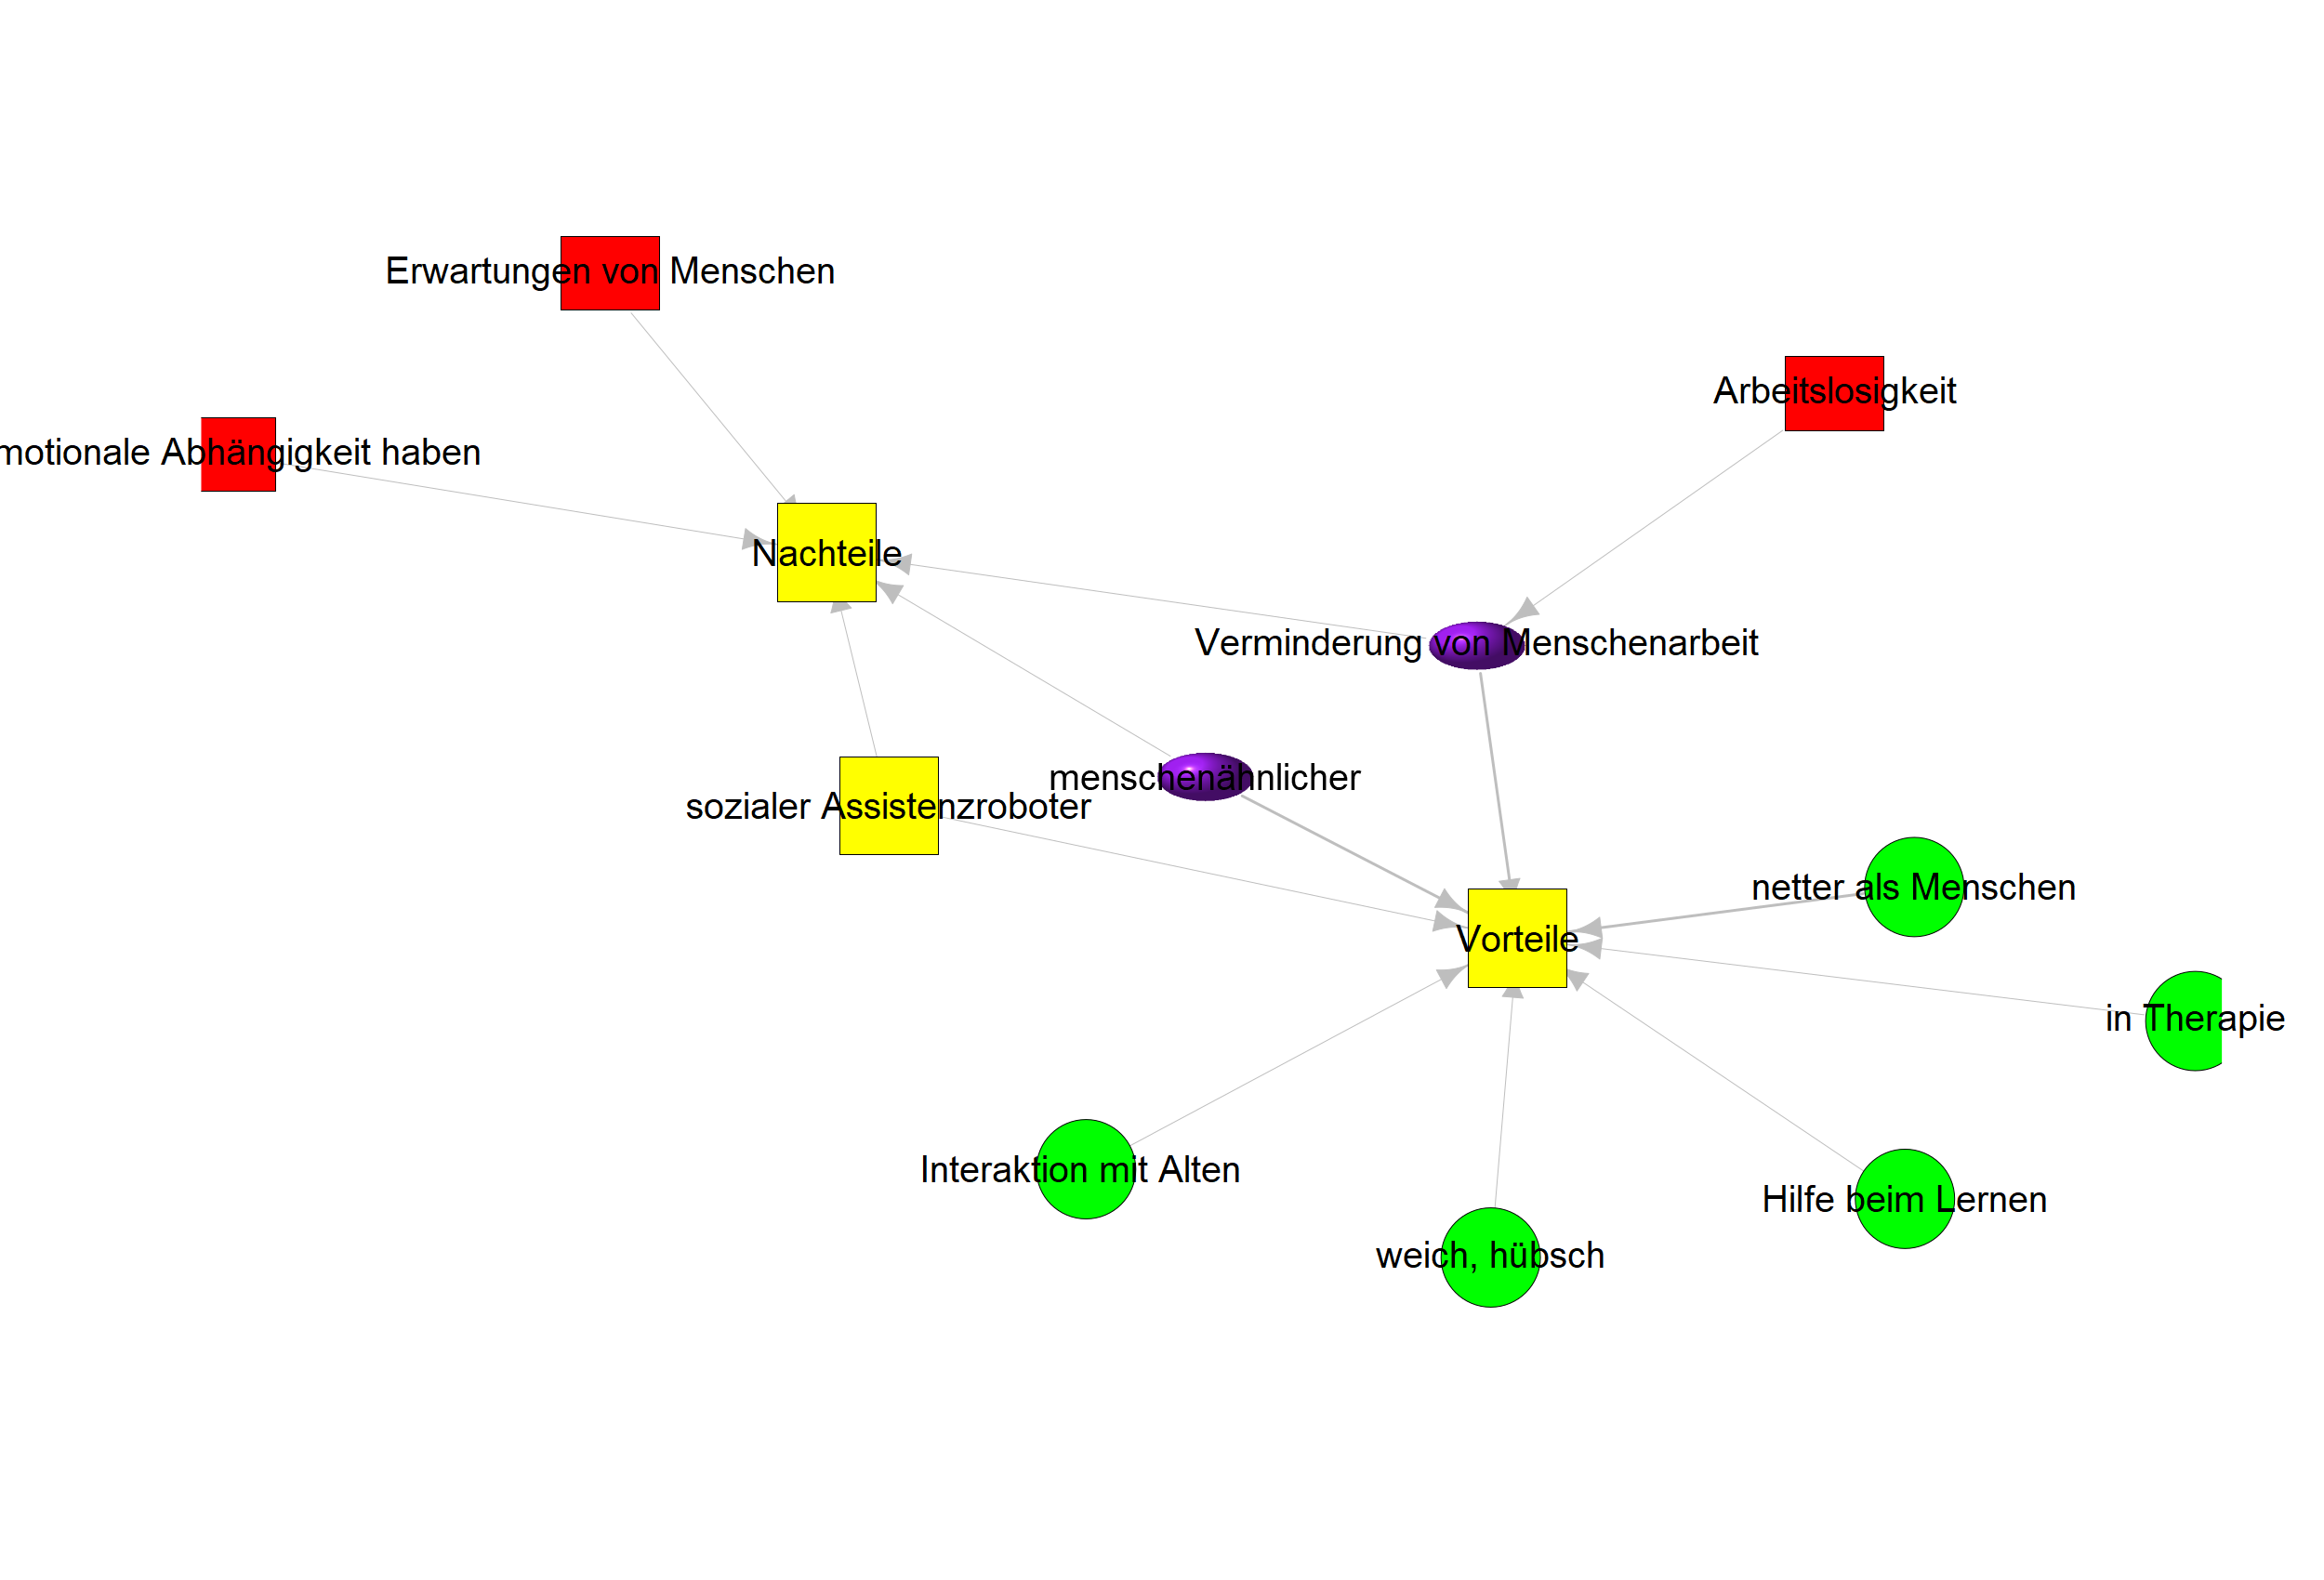 Erwartungen von Menschen
Arbeitslosigkeit
motionale Abhängigkeit haben
Nachteile
Verminderung von Menschenarbeit
menschenähnlicher
sozialer Assistenzroboter
netter als Menschen
Vorteile
in Therapie
Interaktion mit Alten
Hilfe beim Lernen
weich, hübsch